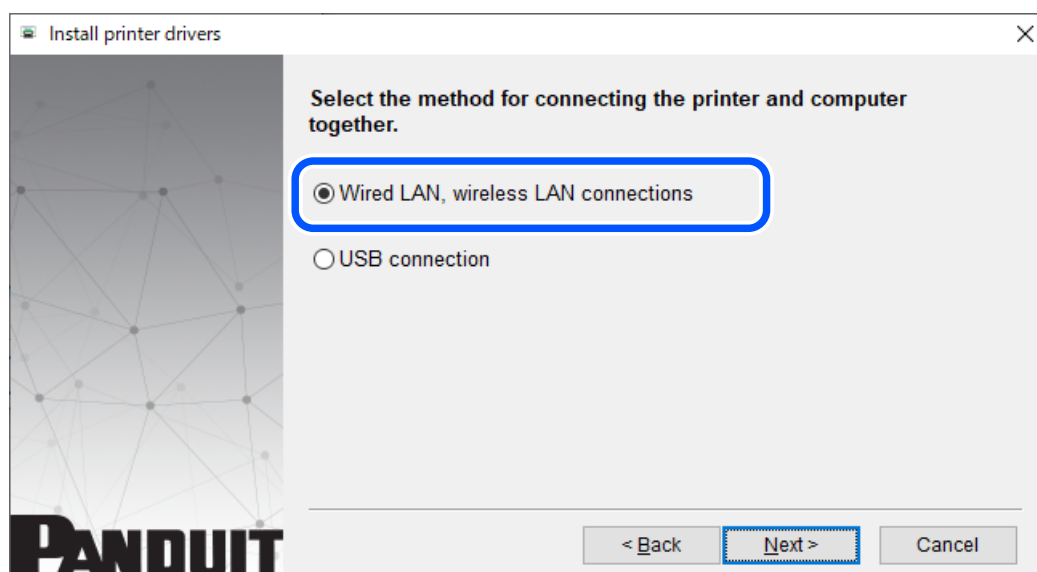 Install printer drivers
Select the method for connecting the printer and computer
together.
Wired LAN, wireless LAN connections
USB connection
PANDUIT
< Back
Next >
Cancel